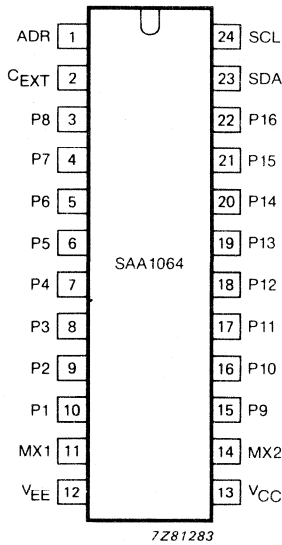 ADR 1 24 SCL
CEXT 2 23 SDA
P8 3 22 P16
P7 4 21 P15
P6 5 20 P14
P5 6 19 P13
SAA1064
P4 7 18 P12
P3 8 17 P11
P2 9 16 P10
P1 10 15 P9
MX1 11 14 MX2
VEE 12 13 VCC
7Z81283